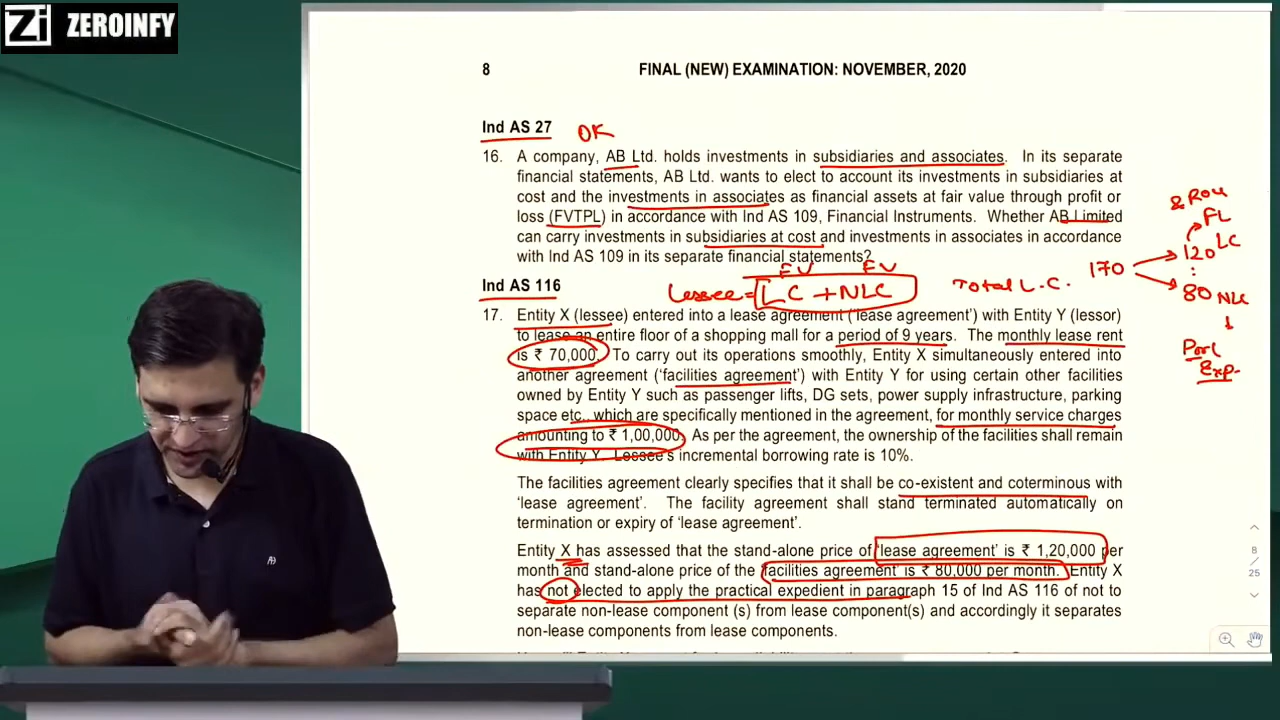 Zi ZEROINFY
8 FINAL (NEW) EXAMINATION: NOVEMBER, 2020
Ind AS 27 OK
16. A company, AB Ltd. holds investments in subsidiaries and associates. In its separate
financial statements, AB Ltd. wants to elect to account its investments in subsidiaries at
cost and the investments in associates as financial assets at fair value through profit or
loss (FVTPL) in accordance with Ind AS 109, Financial Instruments. Whether AB Limited
can carry investments in subsidiaries at cost and investments in associates in accordance
with Ind AS 109 in its separate financial statements?
& ROU
FL
120 LC
:
80 NLC
170
Total L.C.
FV FV
Lessee = LC + NLC
Exp.
Ind AS 116
17. Entity X (lessee) entered into a lease agreement ('lease agreement') with Entity Y (lessor)
to lease an entire floor of a shopping mall for a period of 9 years. The monthly lease rent
is ₹ 70,000. To carry out its operations smoothly, Entity X simultaneously entered into
another agreement ('facilities agreement') with Entity Y for using certain other facilities
owned by Entity Y such as passenger lifts, DG sets, power supply infrastructure, parking
space etc., which are specifically mentioned in the agreement, for monthly service charges
amounting to ₹ 1,00,000. As per the agreement, the ownership of the facilities shall remain
with Entity Y. Lessee's incremental borrowing rate is 10%.
The facilities agreement clearly specifies that it shall be co-existent and coterminous with
'lease agreement'. The facility agreement shall stand terminated automatically on
termination or expiry of 'lease agreement'.
Entity X has assessed that the stand-alone price of 'lease agreement' is ₹ 1,20,000 per
month and stand-alone price of the 'facilities agreement' is ₹ 80,000 per month. Entity X
has not elected to apply the practical expedient in paragraph 15 of Ind AS 116 of not to
separate non-lease component (s) from lease component(s) and accordingly it separates
non-lease components from lease components.
8
/
25